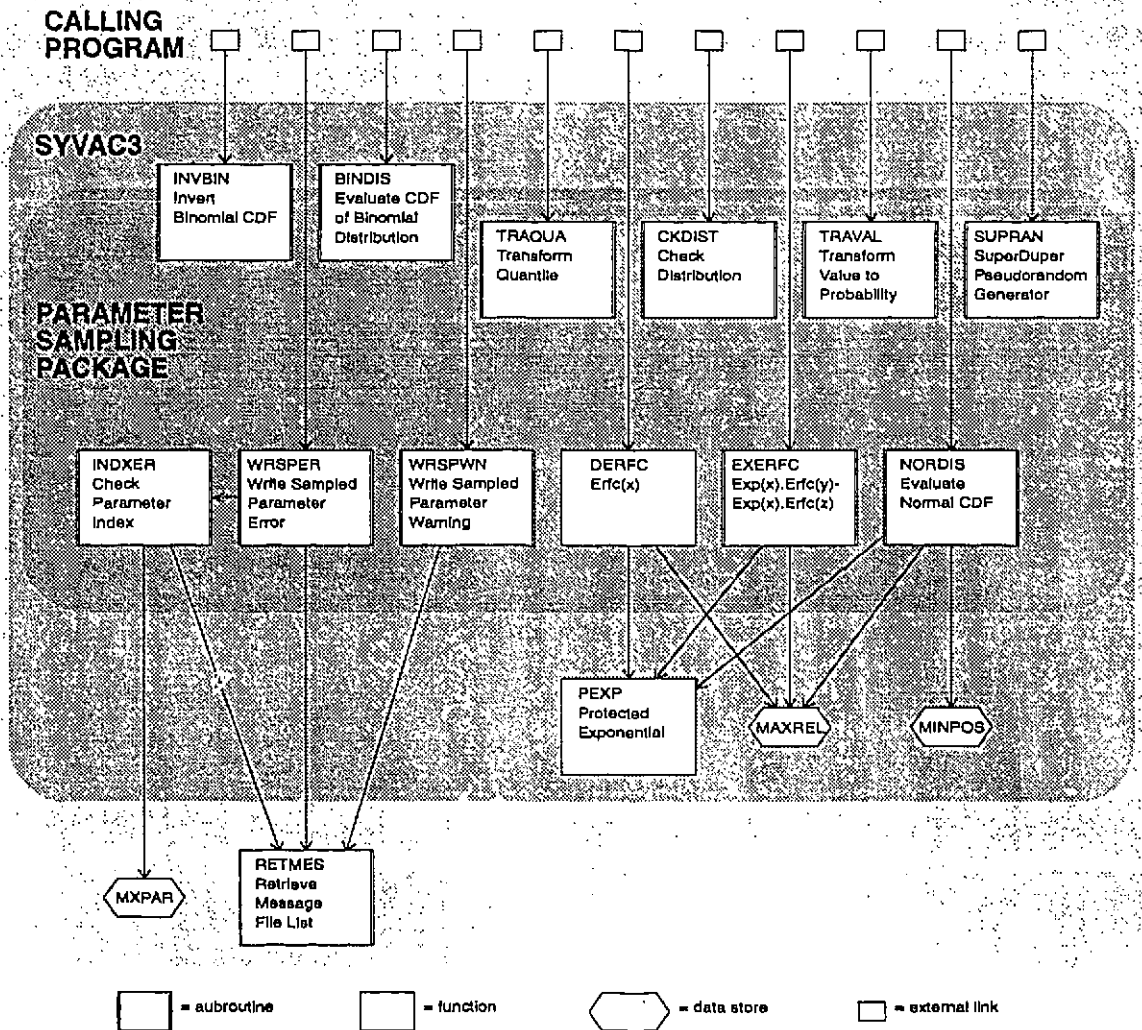 CALLING
PROGRAM
SYVAC3
INVBIN
Invert
Binomial CDF
BINDIS
Evaluate CDF
of Binomial
Distribution
TRAQUA
Transform
Quantile
CKDIST
Check
Distribution
TRAVAL
Transform
Value to
Probability
SUPRAN
SuperDuper
Pseudorandom
Generator
PARAMETER
SAMPLING
PACKAGE
INDXER
Check
Parameter
Index
WRSPER
Write Sampled
Parameter
Error
WRSPWN
Write Sampled
Parameter
Warning
DERFC
Erfc(x)
EXERFC
Exp(x).Erfc(y)-
Exp(x).Erfc(z)
NORDIS
Evaluate
Normal CDF
PEXP
Protected
Exponential
MAXREL
MINPOS
MXPAR
RETMES
Retrieve
Message
File List
= aubroutine
= function
= data store
= external link